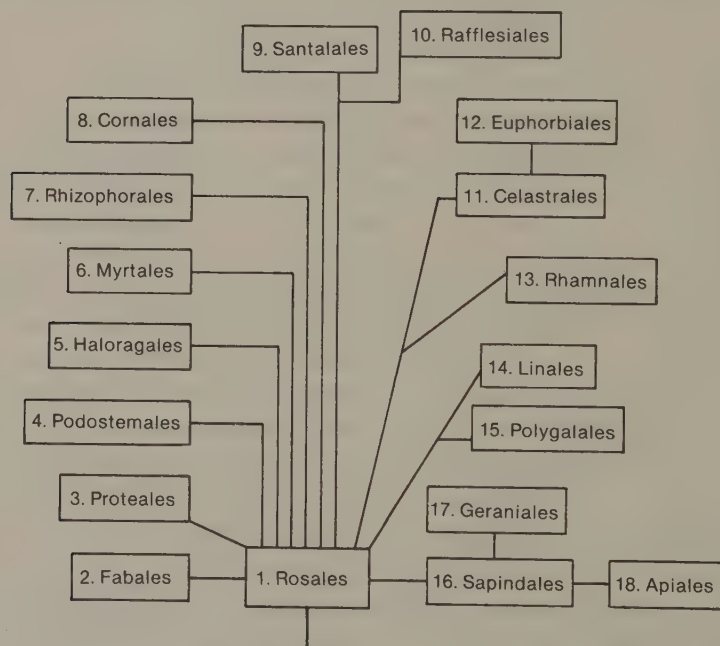 9. Santalales
10. Rafflesiales
8. Cornales
12. Euphorbiales
7. Rhizophorales
11. Celastrales
6. Myrtales
13. Rhamnales
5. Haloragales
14. Linales
4. Podostemales
15. Polygalales
3. Proteales
17. Geraniales
2. Fabales
1. Rosales
16. Sapindales
18. Apiales